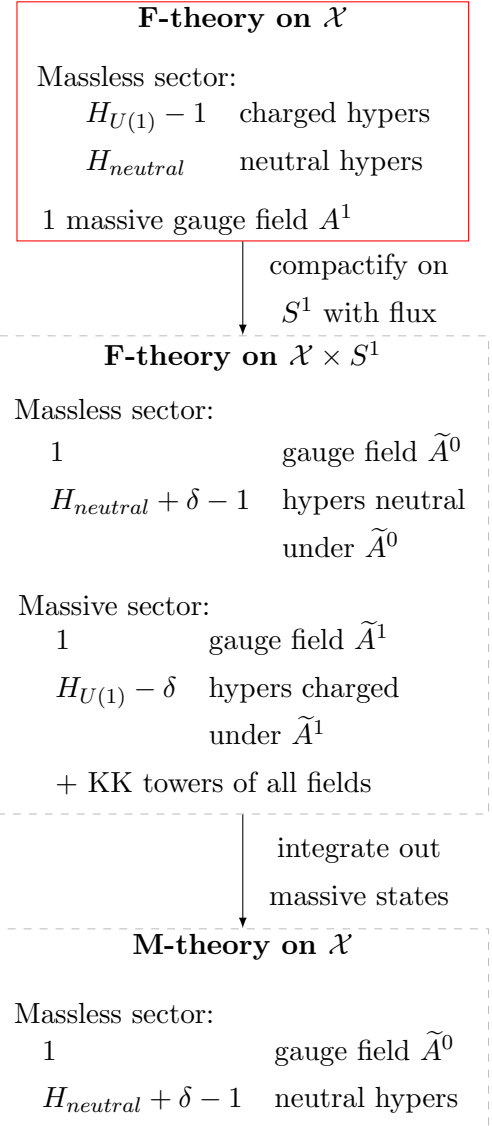 F-theory on 𝒳
Massless sector:
H_{U(1)} − 1 charged hypers
H_{neutral} neutral hypers
1 massive gauge field A^1
compactify on
S^1 with flux
F-theory on 𝒳 × S^1
Massless sector:
1 gauge field Ã^0
H_{neutral} + δ − 1 hypers neutral
under Ã^0
Massive sector:
1 gauge field Ã^1
H_{U(1)} − δ hypers charged
under Ã^1
+ KK towers of all fields
integrate out
massive states
M-theory on 𝒳
Massless sector:
1 gauge field Ã^0
H_{neutral} + δ − 1 neutral hypers